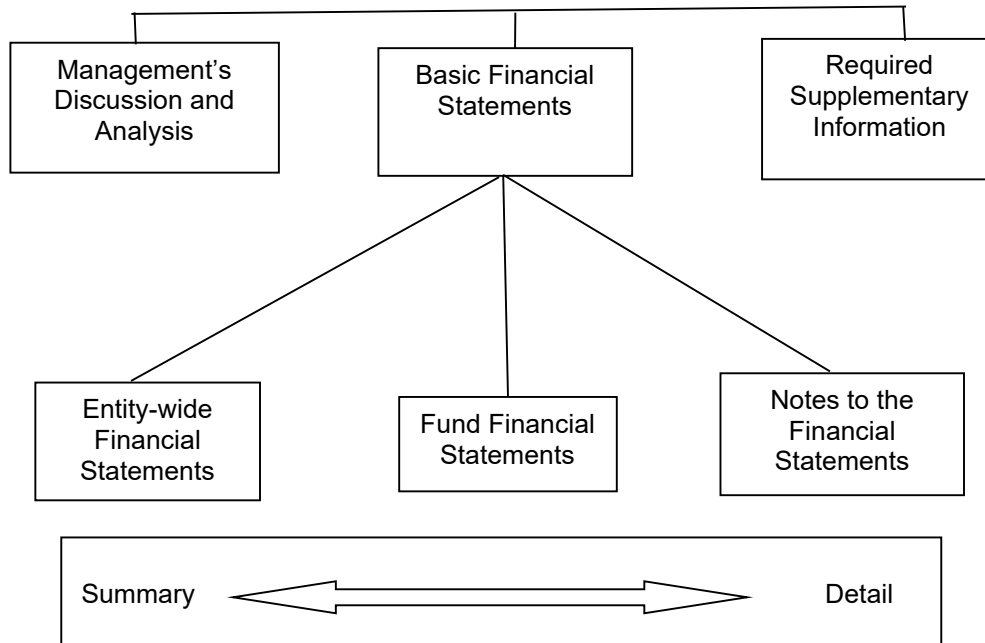 Management’s
Discussion and
Analysis
Basic Financial
Statements
Required
Supplementary
Information
Entity-wide
Financial
Statements
Fund Financial
Statements
Notes to the
Financial
Statements
Summary
Detail